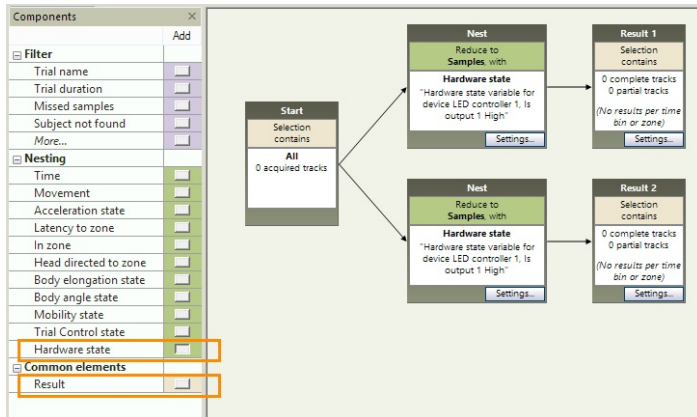 Components ×
Add
Filter
Trial name
Trial duration
Missed samples
Subject not found
More...
Nesting
Time
Movement
Acceleration state
Latency to zone
In zone
Head directed to zone
Body elongation state
Body angle state
Mobility state
Trial Control state
Hardware state
Common elements
Result
Start
Selection
contains
All
0 acquired tracks
Nest
Reduce to
Samples, with
Hardware state
"Hardware state variable for
device LED controller 1, Is
output 1 High"
Settings...
Result 1
Selection
contains
0 complete tracks
0 partial tracks
(No results per time
bin or zone)
Settings...
Nest
Reduce to
Samples, with
Hardware state
"Hardware state variable for
device LED controller 1, Is
output 1 High"
Settings...
Result 2
Selection
contains
0 complete tracks
0 partial tracks
(No results per time
bin or zone)
Settings...